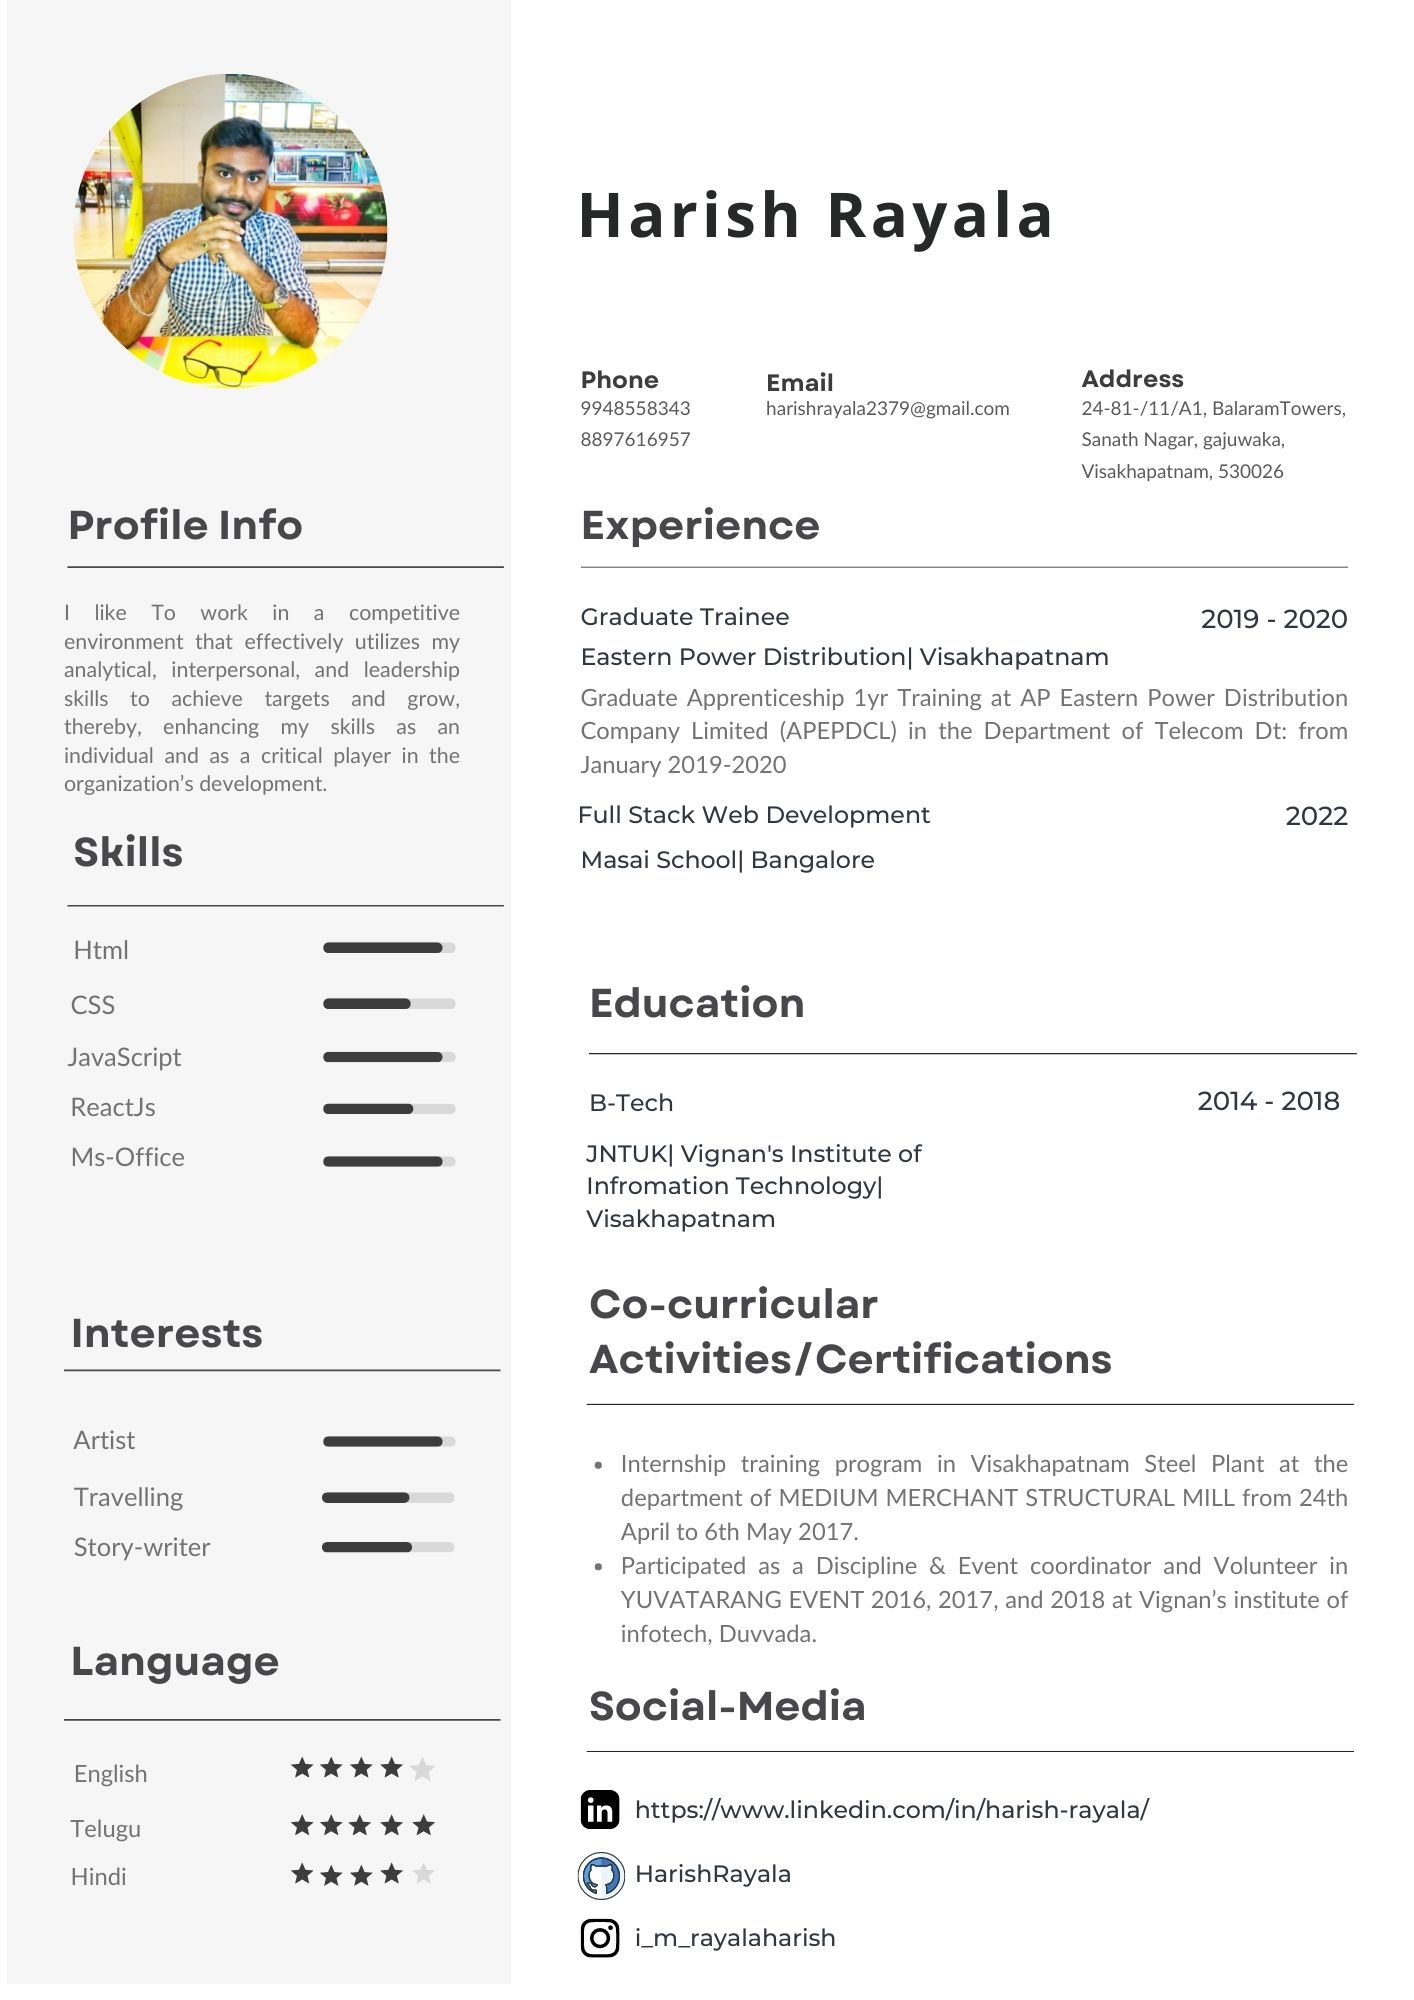 Harish Rayala
Phone
9948558343
8897616957
Email
harishrayala2379@gmail.com
Address
24-81-/11/A1, BalaramTowers,
Sanath Nagar, gajuwaka,
Visakhapatnam, 530026
Profile Info
I like To work in a competitive
environment that effectively utilizes my
analytical, interpersonal, and leadership
skills to achieve targets and grow,
thereby, enhancing my skills as an
individual and as a critical player in the
organization’s development.
Skills
Html
CSS
JavaScript
ReactJs
Ms-Office
Interests
Artist
Travelling
Story-writer
Language
English
Telugu
Hindi
Experience
Graduate Trainee
2019 - 2020
Eastern Power Distribution| Visakhapatnam
Graduate Apprenticeship 1yr Training at AP Eastern Power Distribution
Company Limited (APEPDCL) in the Department of Telecom Dt: from
January 2019-2020
Full Stack Web Development
2022
Masai School| Bangalore
Education
B-Tech
2014 - 2018
JNTUK| Vignan's Institute of
Infromation Technology|
Visakhapatnam
Co-curricular
Activities/Certifications
• Internship training program in Visakhapatnam Steel Plant at the
department of MEDIUM MERCHANT STRUCTURAL MILL from 24th
April to 6th May 2017.
• Participated as a Discipline & Event coordinator and Volunteer in
YUVATARANG EVENT 2016, 2017, and 2018 at Vignan’s institute of
infotech, Duvvada.
Social-Media
in
https://www.linkedin.com/in/harish-rayala/
HarishRayala
i_m_rayalaharish